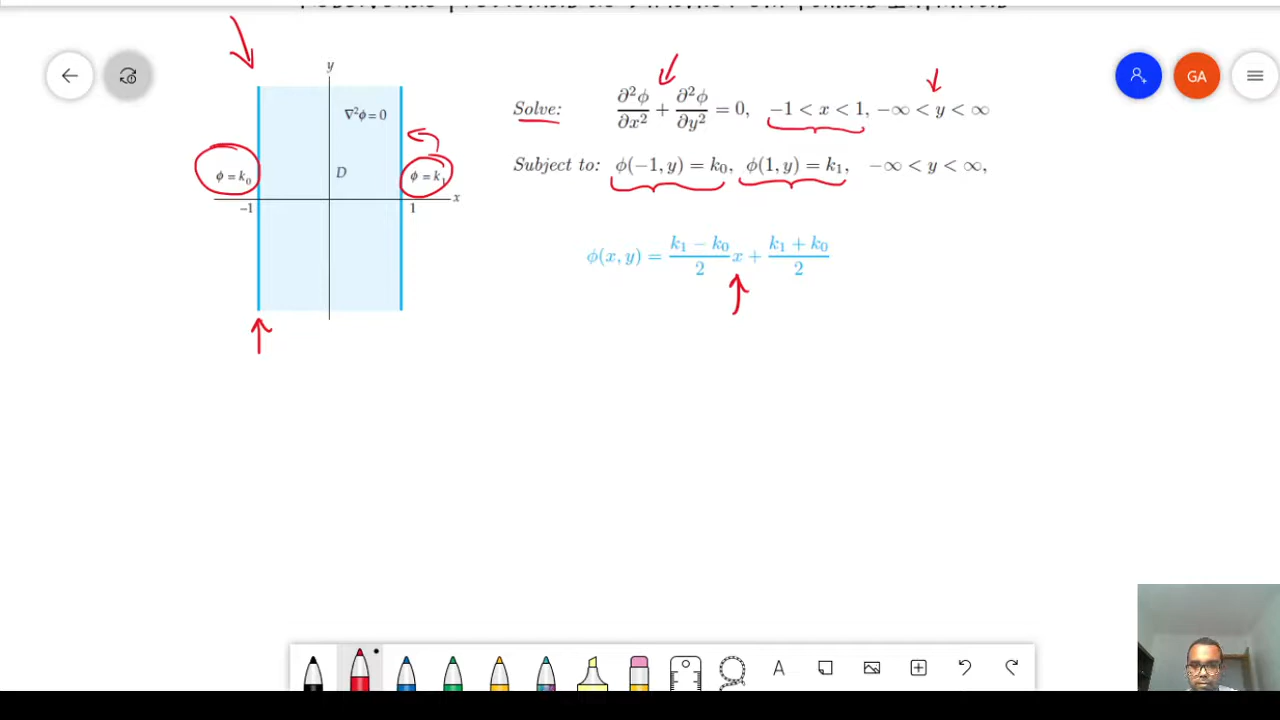 y
∇²ϕ = 0
ϕ = k₀
D
ϕ = k₁
x
−1
1
Solve: ∂²ϕ/∂x² + ∂²ϕ/∂y² = 0, −1 < x < 1, −∞ < y < ∞
Subject to: ϕ(−1, y) = k₀, ϕ(1, y) = k₁, −∞ < y < ∞,
ϕ(x, y) = (k₁ − k₀)/2 x + (k₁ + k₀)/2
GA
A